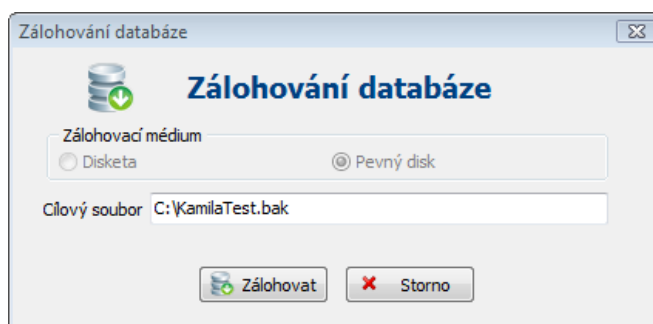 Zálohování databáze
Zálohování databáze
Zálohovací médium
Disketa Pevný disk
Cílový soubor C:\KamilaTest.bak
Zálohovat Storno